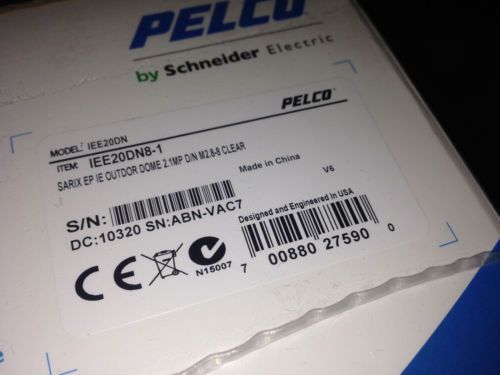 PELCO
by Schneider Electric
PELCO
MODEL: IEE20DN
ITEM: IEE20DN8-1
SARIX EP IE OUTDOR DOME 2.1MP D/N M2.8-8 CLEAR
Made in China V6
S/N:
DC:10320 SN:ABN-VAC7
Designed and Engineered in USA
CE
N15007
7 00880 27590 0
e